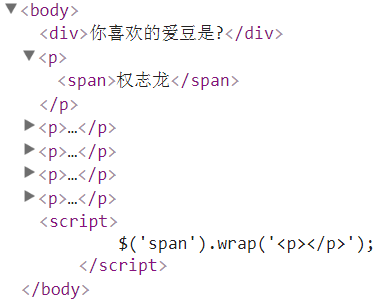 ▼<body>
<div>你喜欢的爱豆是?</div>
▼<p>
<span>权志龙</span>
</p>
▶<p>…</p>
▶<p>…</p>
▶<p>…</p>
▶<p>…</p>
<script>
$('span').wrap('<p></p>');
</script>
</body>